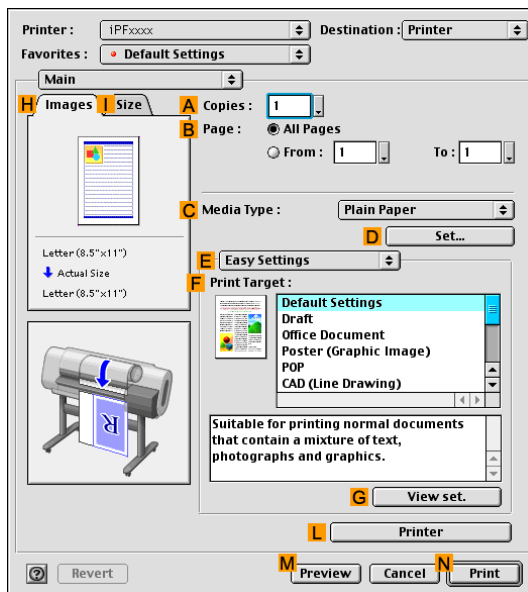 Printer : iPFxxxx Destination : Printer
Favorites : Default Settings
Main
H Images I Size
A Copies : 1
B Page : All Pages
From : 1 To : 1
C Media Type : Plain Paper
D Set...
Letter (8.5"x11")
Actual Size
Letter (8.5"x11")
E Easy Settings
F Print Target :
Default Settings
Draft
Office Document
Poster (Graphic Image)
POP
CAD (Line Drawing)
R
Suitable for printing normal documents
that contain a mixture of text,
photographs and graphics.
G View set.
L Printer
? Revert M Preview Cancel N Print